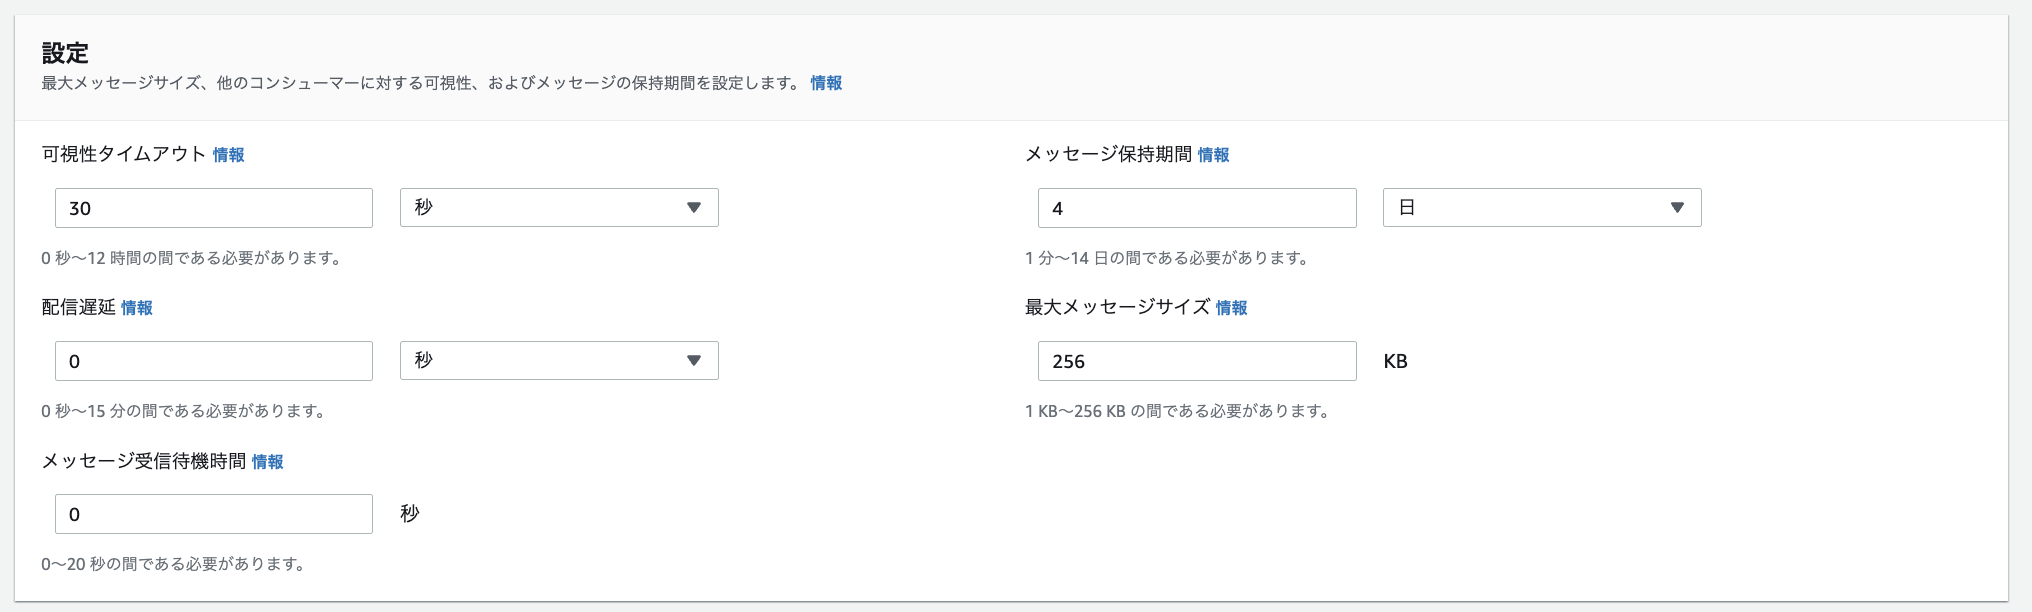 設定
最大メッセージサイズ、他のコンシューマーに対する可視性、およびメッセージの保持期間を設定します。 情報
可視性タイムアウト 情報
30
秒
0 秒～12 時間の間である必要があります。
メッセージ保持期間 情報
4
日
1 分～14 日の間である必要があります。
配信遅延 情報
0
秒
0 秒～15 分の間である必要があります。
最大メッセージサイズ 情報
256
KB
1 KB～256 KB の間である必要があります。
メッセージ受信待機時間 情報
0
秒
0～20 秒の間である必要があります。